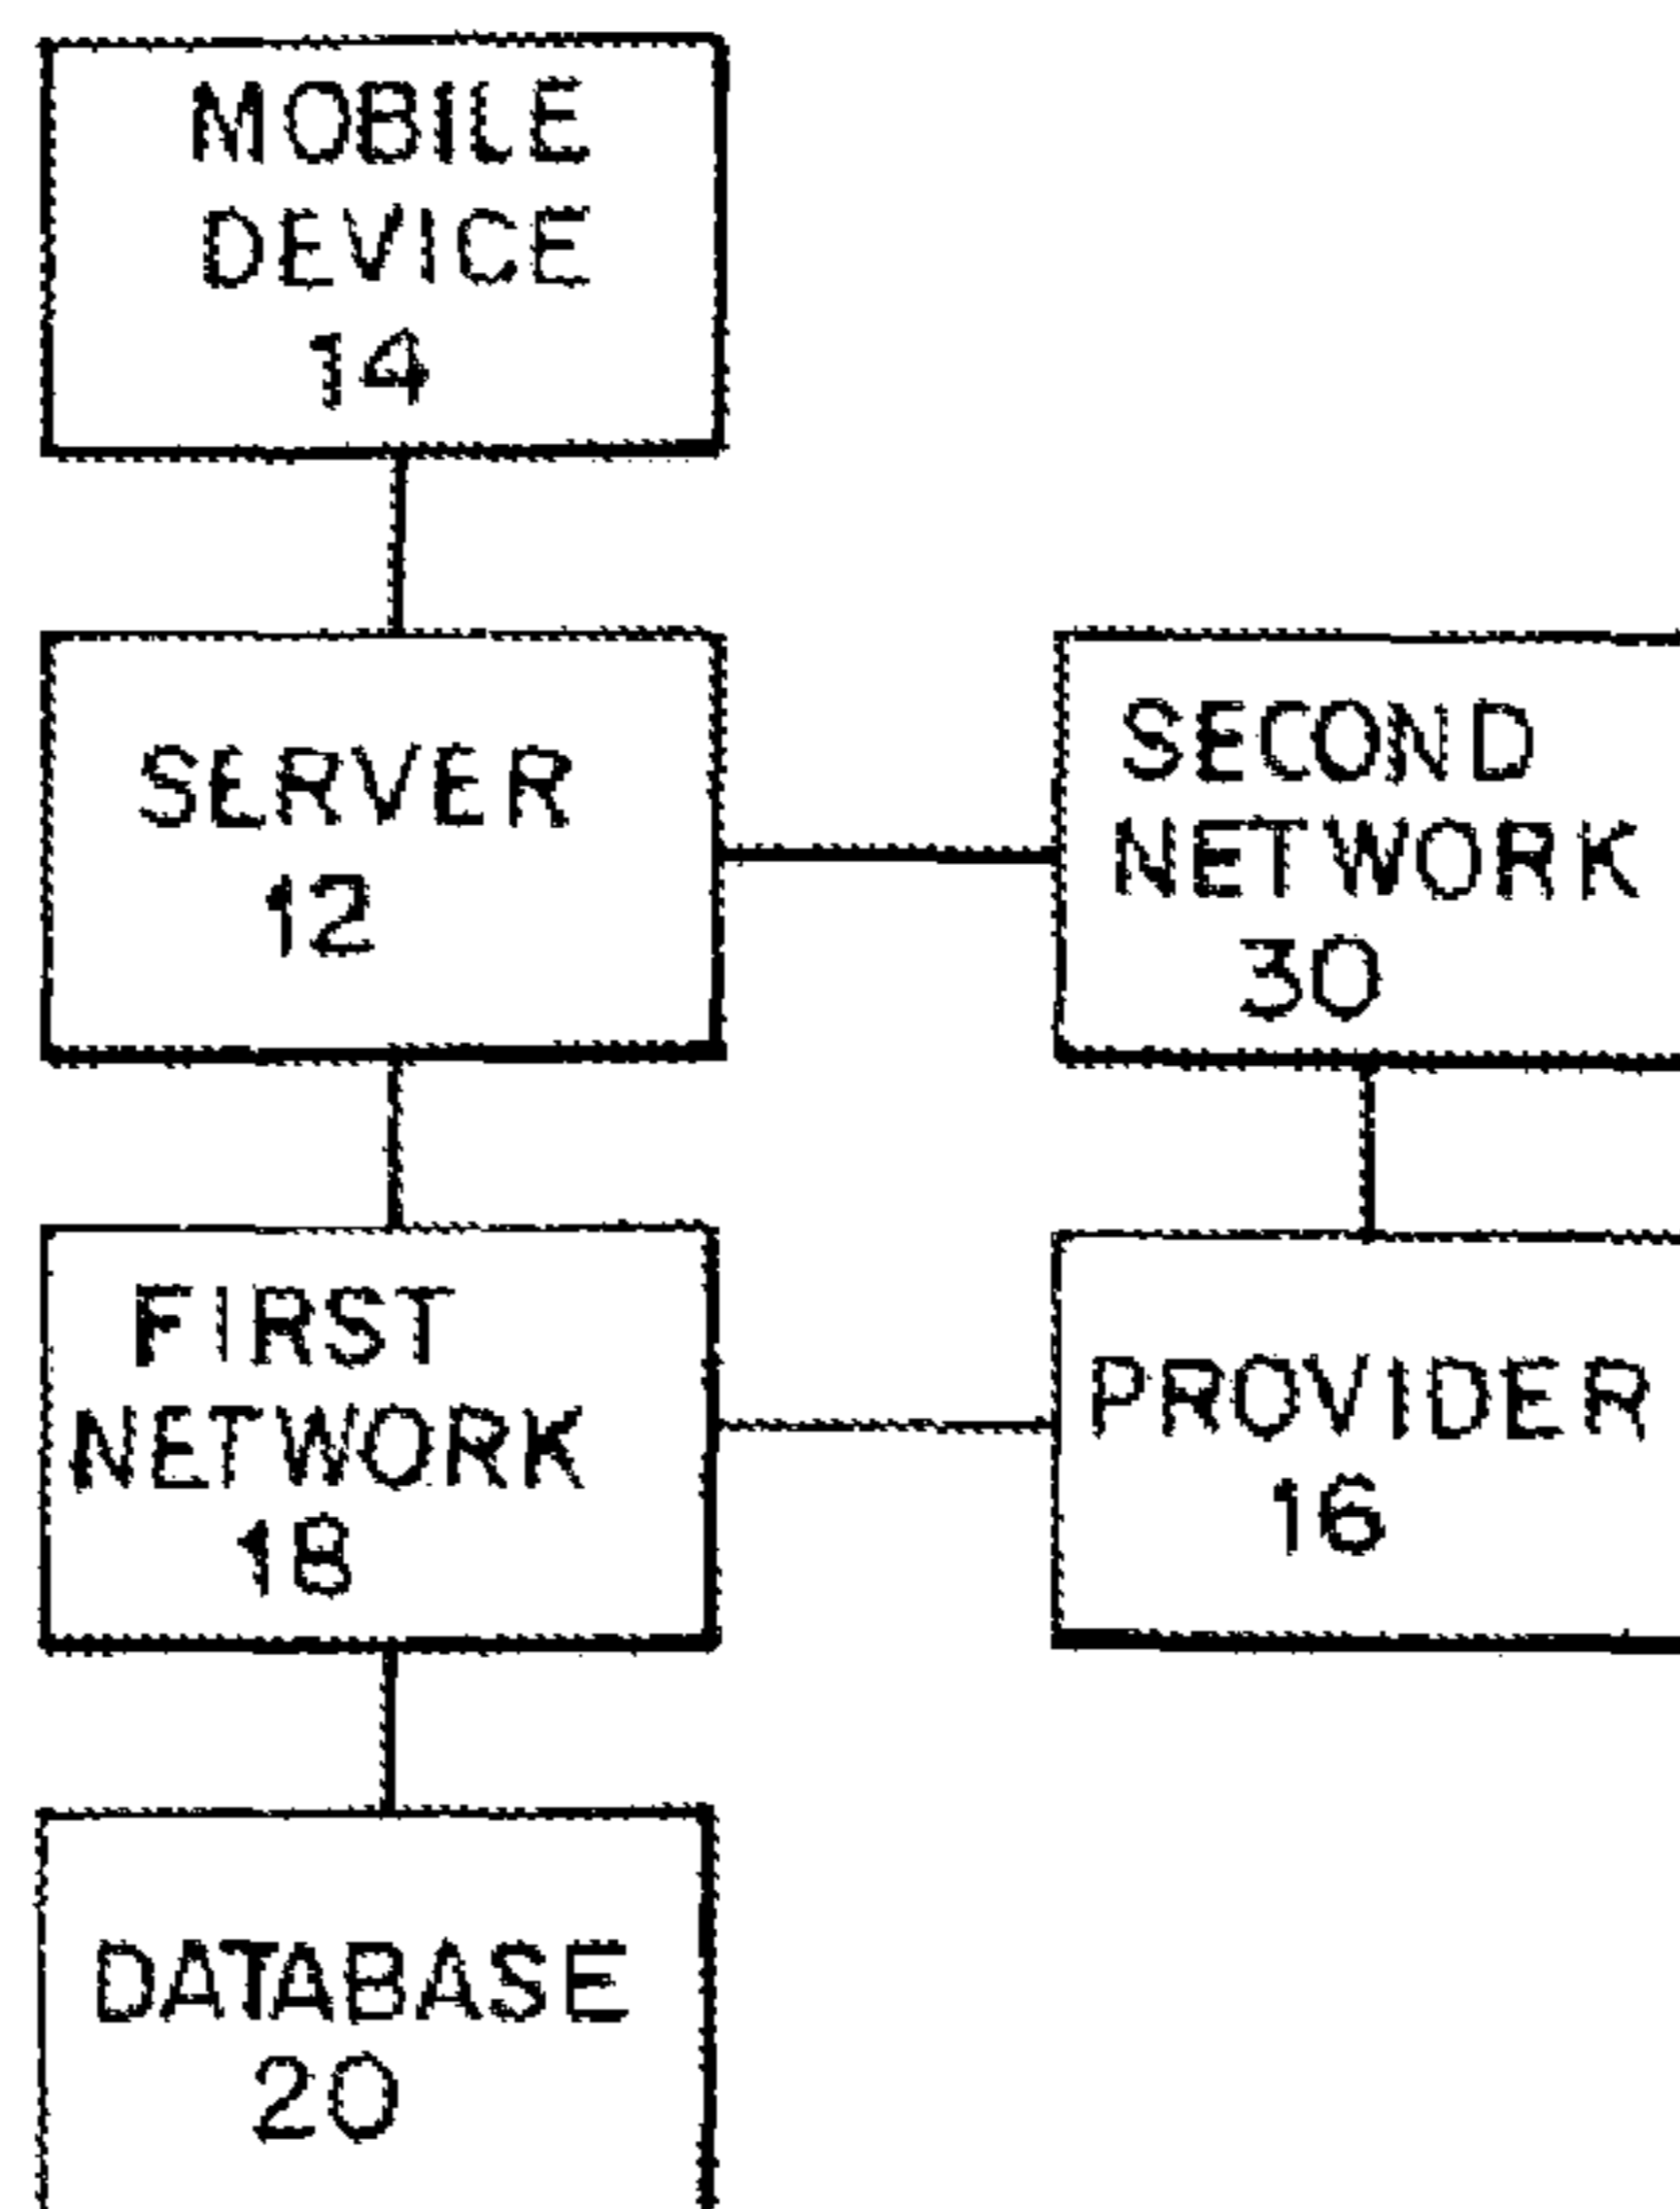 MOBILE
DEVICE
14
SERVER
12
SECOND
NETWORK
30
FIRST
NETWORK
18
PROVIDER
16
DATABASE
20